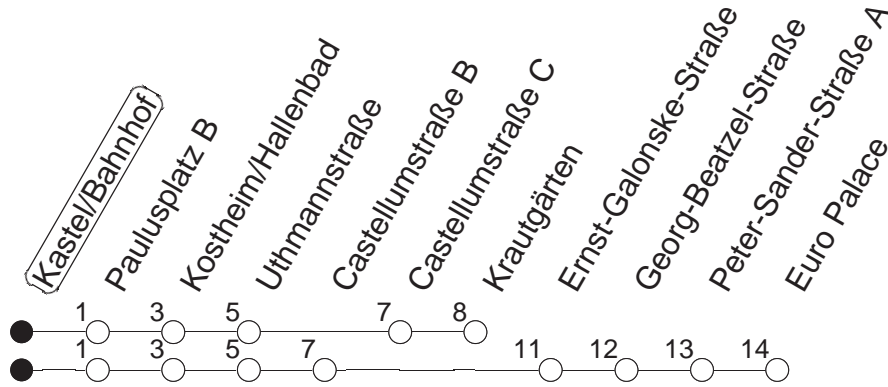 Kastel/Bahnhof
Paulusplatz B
Kostheim/Hallenbad
Uthmannstraße
Castellumstraße B
Castellumstraße C
Krautgärten
Ernst-Galonske-Straße
Georg-Beatzel-Straße
Peter-Sander-Straße A
Euro Palace
1 3 5 7 8
1 3 5 7 11 12 13 14